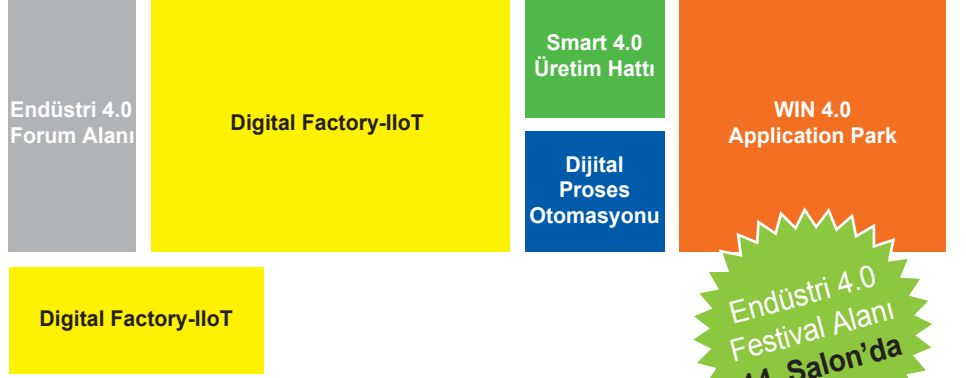 Endüstri 4.0
Forum Alanı
Digital Factory-IIoT
Smart 4.0
Üretim Hattı
Dijital
Proses
Otomasyonu
WIN 4.0
Application Park
Digital Factory-IIoT
Endüstri 4.0
Festival Alanı
Salon’da